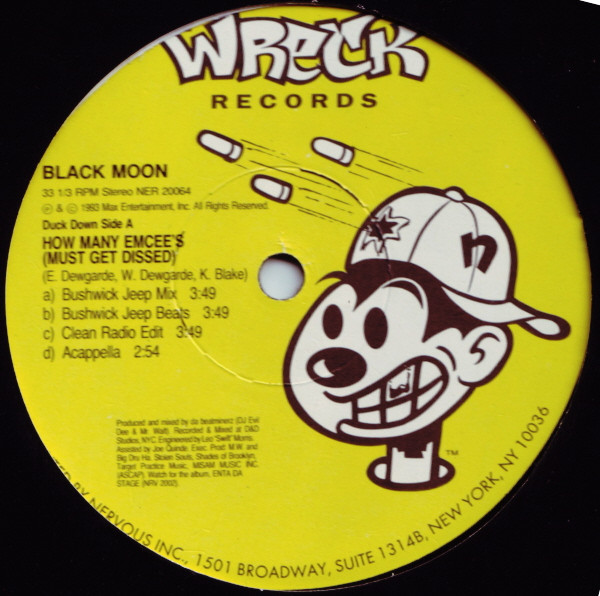 WRECK
RECORDS
BLACK MOON
33 1/3 RPM Stereo NER 20064
℗ & © 1993 Max Entertainment, Inc. All Rights Reserved.
Duck Down Side A
HOW MANY EMCEE'S
(MUST GET DISSED)
(E. Dewgarde, W. Dewgarde, K. Blake)
a) Bushwick Jeep Mix 3:49
b) Bushwick Jeep Beats 3:49
c) Clean Radio Edit 3:49
d) Acappella 2:54
n
Produced and mixed by da beatminerz (DJ Evil
Dee & Mr. Walt). Recorded & Mixed at D&D
Studios, NYC. Engineered by Leo "Swift" Morris.
Assisted by Joe Quinde. Exec. Prod: M.W. and
Big Dru Ha. Stolen Souls, Shades of Brooklyn,
Target Practice Music, MISAM MUSIC INC.
(ASCAP). Watch for the album, ENTA DA
STAGE (NRV 2002).
TM
BY NERVOUS INC., 1501 BROADWAY, SUITE 1314B, NEW YORK, NY 10036